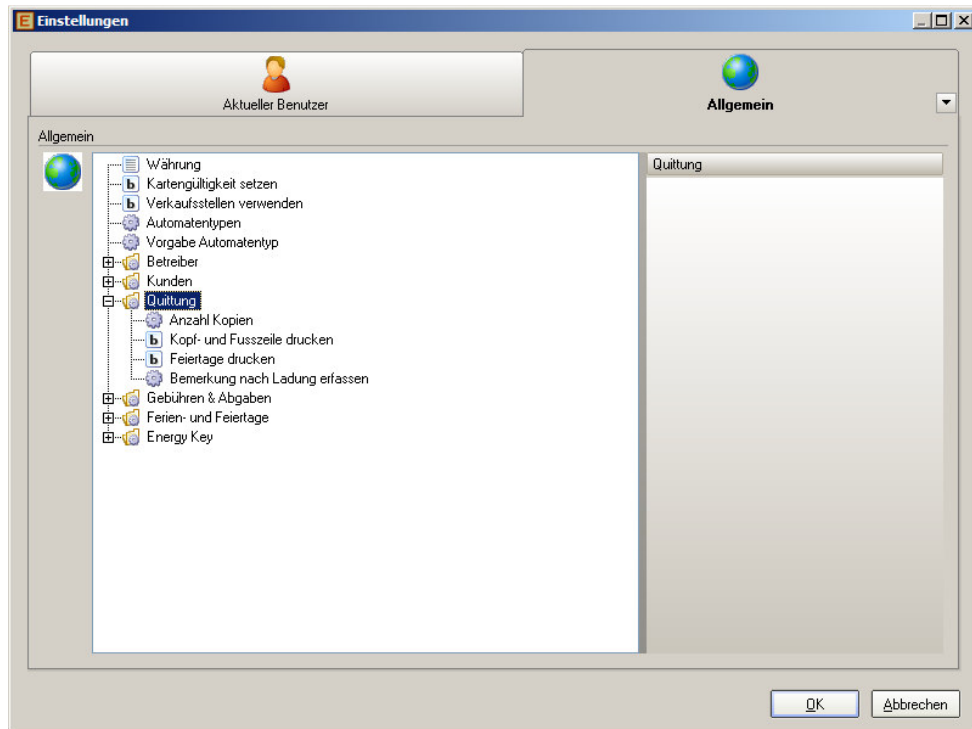 Einstellungen
Aktueller Benutzer
Allgemein
Allgemein
Währung
Kartengültigkeit setzen
Verkaufsstellen verwenden
Automatentypen
Vorgabe Automatentyp
Betreiber
Kunden
Quittung
Anzahl Kopien
Kopf- und Fusszeile drucken
Feiertage drucken
Bemerkung nach Ladung erfassen
Gebühren & Abgaben
Ferien- und Feiertage
Energy Key
Quittung
OK
Abbrechen